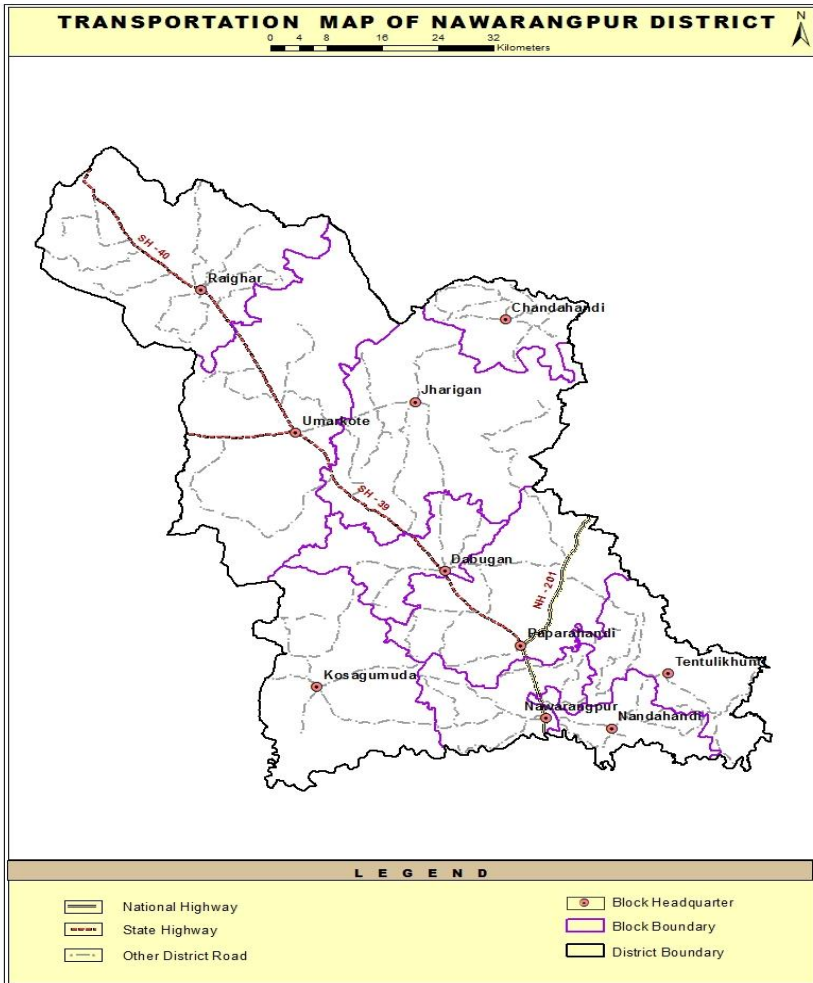 TRANSPORTATION MAP OF NAWARANGPUR DISTRICT
N
0 4 8 16 24 32
Kilometers
SH - 40
Raighar
Chandahandi
Jharigan
Umarkote
SH - 39
Dabugan
NH - 201
Paparahandi
Tentulikhunti
Kosagumuda
Nawarangpur
Nandahandi
L E G E N D
National Highway
State Highway
Other District Road
Block Headquarter
Block Boundary
District Boundary